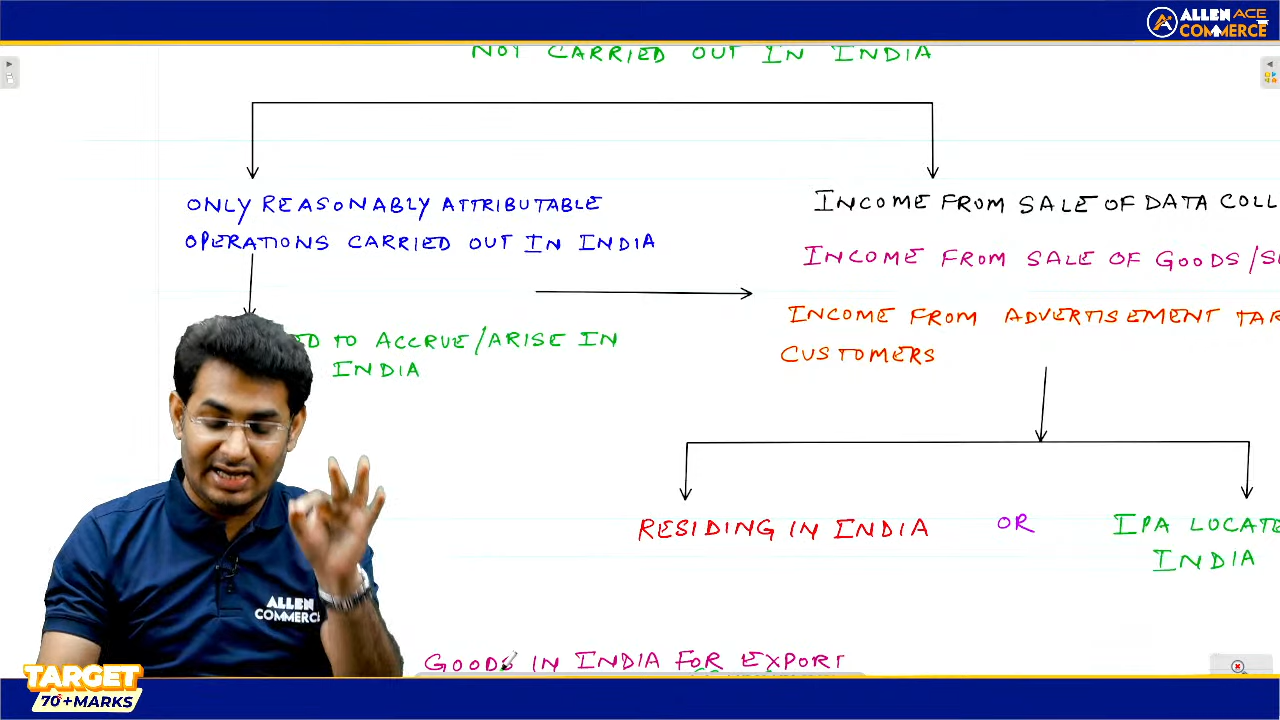 ALLEN ACE
COMMERCE
NOT CARRIED OUT IN INDIA
ONLY REASONABLY ATTRIBUTABLE
OPERATIONS CARRIED OUT IN INDIA
TO ACCRUE/ARISE IN
INDIA
INCOME FROM SALE OF DATA COLL
INCOME FROM SALE OF GOODS/S
INCOME FROM ADVERTISEMENT TAR
CUSTOMERS
RESIDING IN INDIA OR IPA LOCATE
INDIA
GOODS IN INDIA FOR EXPORT
ALLEN
COMMERCE
TARGET
70+MARKS